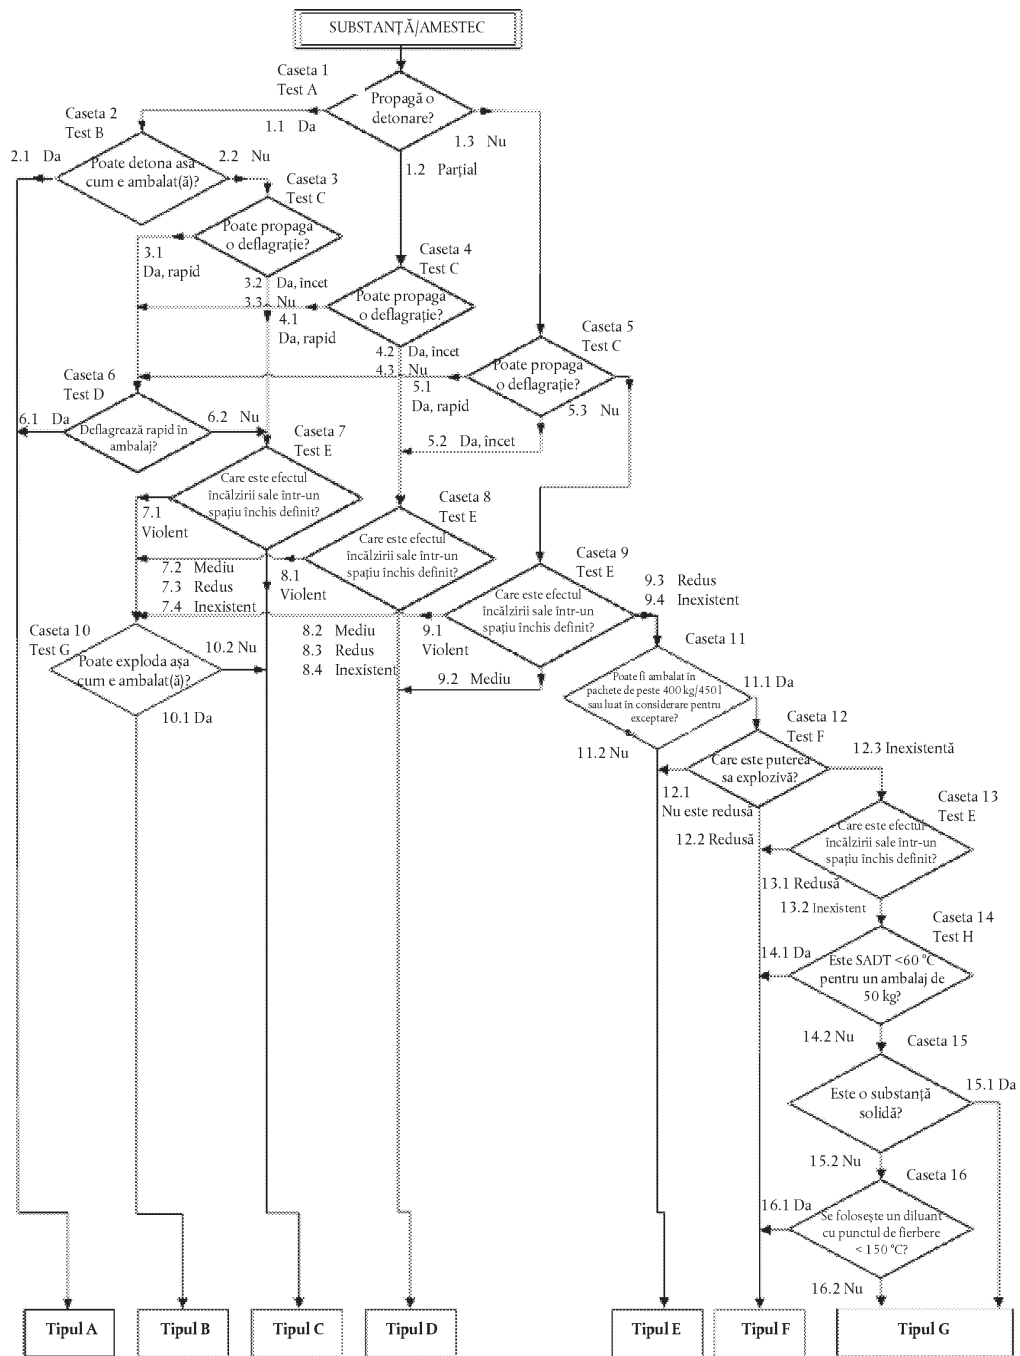 SUBSTANȚĂ/AMESTEC
Caseta 1
Test A
Propagă o
detonare?
1.1 Da
1.2 Parțial
1.3 Nu
Caseta 2
Test B
Poate detona așa
cum e ambalat(ă)?
2.1 Da
2.2 Nu
Caseta 3
Test C
Poate propaga
o deflagrație?
3.1
Da, rapid
3.2 Da, încet
3.3 Nu
Caseta 4
Test C
Poate propaga
o deflagrație?
4.1
Da, rapid
4.2 Da, încet
4.3 Nu
Caseta 5
Test C
Poate propaga
o deflagrație?
5.1
Da, rapid
5.2 Da, încet
5.3 Nu
Caseta 6
Test D
Deflagrează rapid în
ambalaj?
6.1 Da
6.2 Nu
Caseta 7
Test E
Care este efectul
încălzirii sale într-un
spațiu închis definit?
7.1
Violent
7.2 Mediu
7.3 Redus
7.4 Inexistent
Caseta 8
Test E
Care este efectul
încălzirii sale într-un
spațiu închis definit?
8.1
Violent
8.2 Mediu
8.3 Redus
8.4 Inexistent
Caseta 9
Test E
Care este efectul
încălzirii sale într-un
spațiu închis definit?
9.1
Violent
9.2 Mediu
9.3 Redus
9.4 Inexistent
Caseta 10
Test G
Poate exploda așa
cum e ambalat(ă)?
10.1 Da
10.2 Nu
Caseta 11
Poate fi ambalat în
pachete de peste 400 kg/450 l
sau luat în considerare pentru
exceptare?
11.1 Da
11.2 Nu
Caseta 12
Test F
Care este puterea
sa explozivă?
12.1
Nu este redusă
12.2 Redusă
12.3 Inexistentă
Caseta 13
Test E
Care este efectul
încălzirii sale într-un
spațiu închis definit?
13.1 Redusă
13.2 Inexistent
Caseta 14
Test H
Este SADT <60 °C
pentru un ambalaj de
50 kg?
14.1 Da
14.2 Nu
Caseta 15
Este o substanță
solidă?
15.1 Da
15.2 Nu
Caseta 16
Se folosește un diluant
cu punctul de fierbere
< 150 °C?
16.1 Da
16.2 Nu
Tipul A
Tipul B
Tipul C
Tipul D
Tipul E
Tipul F
Tipul G